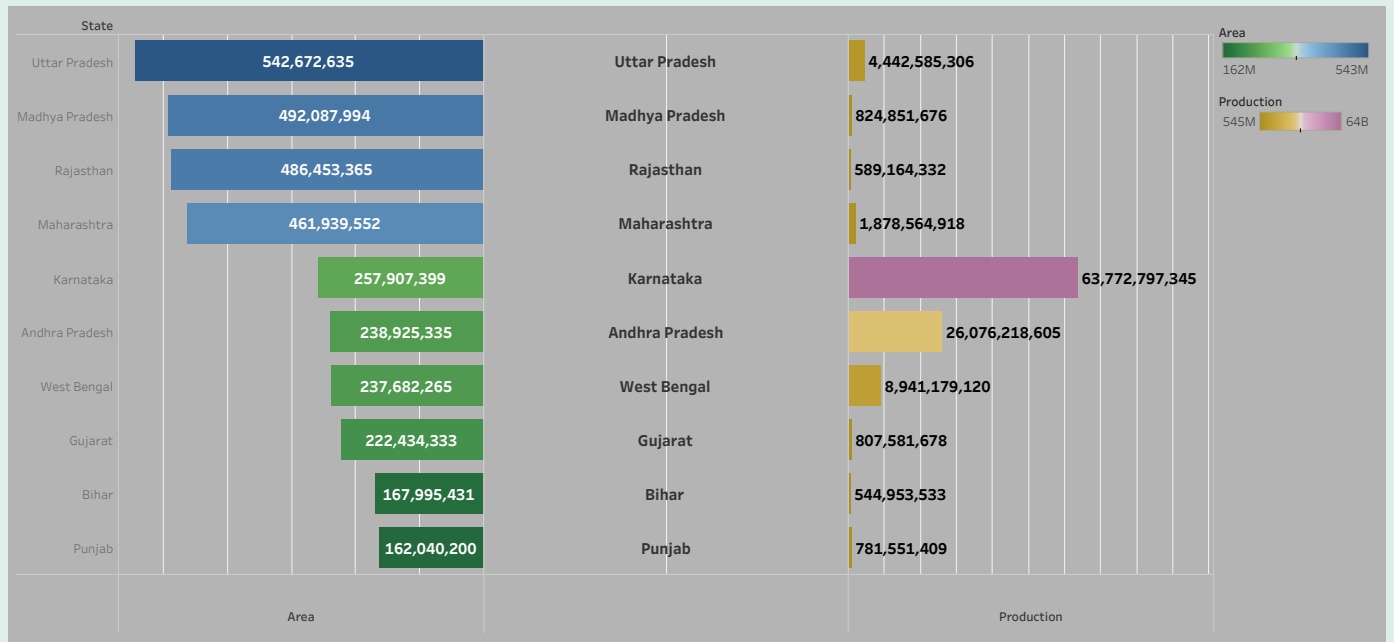 State
Uttar Pradesh 542,672,635 Uttar Pradesh 4,442,585,306
Madhya Pradesh 492,087,994 Madhya Pradesh 824,851,676
Rajasthan 486,453,365 Rajasthan 589,164,332
Maharashtra 461,939,552 Maharashtra 1,878,564,918
Karnataka 257,907,399 Karnataka 63,772,797,345
Andhra Pradesh 238,925,335 Andhra Pradesh 26,076,218,605
West Bengal 237,682,265 West Bengal 8,941,179,120
Gujarat 222,434,333 Gujarat 807,581,678
Bihar 167,995,431 Bihar 544,953,533
Punjab 162,040,200 Punjab 781,551,409
Area Production
Area
162M 543M
Production
545M 64B